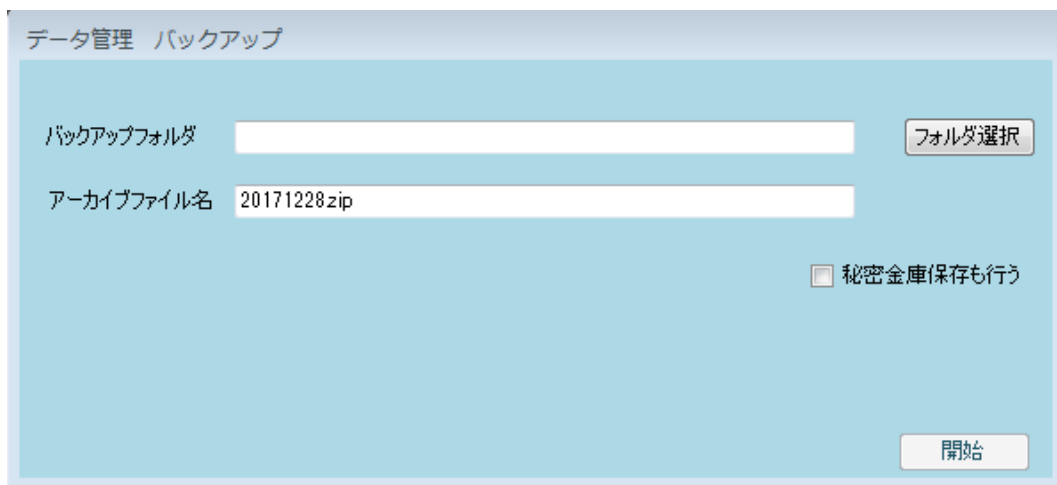 データ管理　バックアップ
バックアップフォルダ
フォルダ選択
アーカイブファイル名
20171228.zip
秘密金庫保存も行う
開始